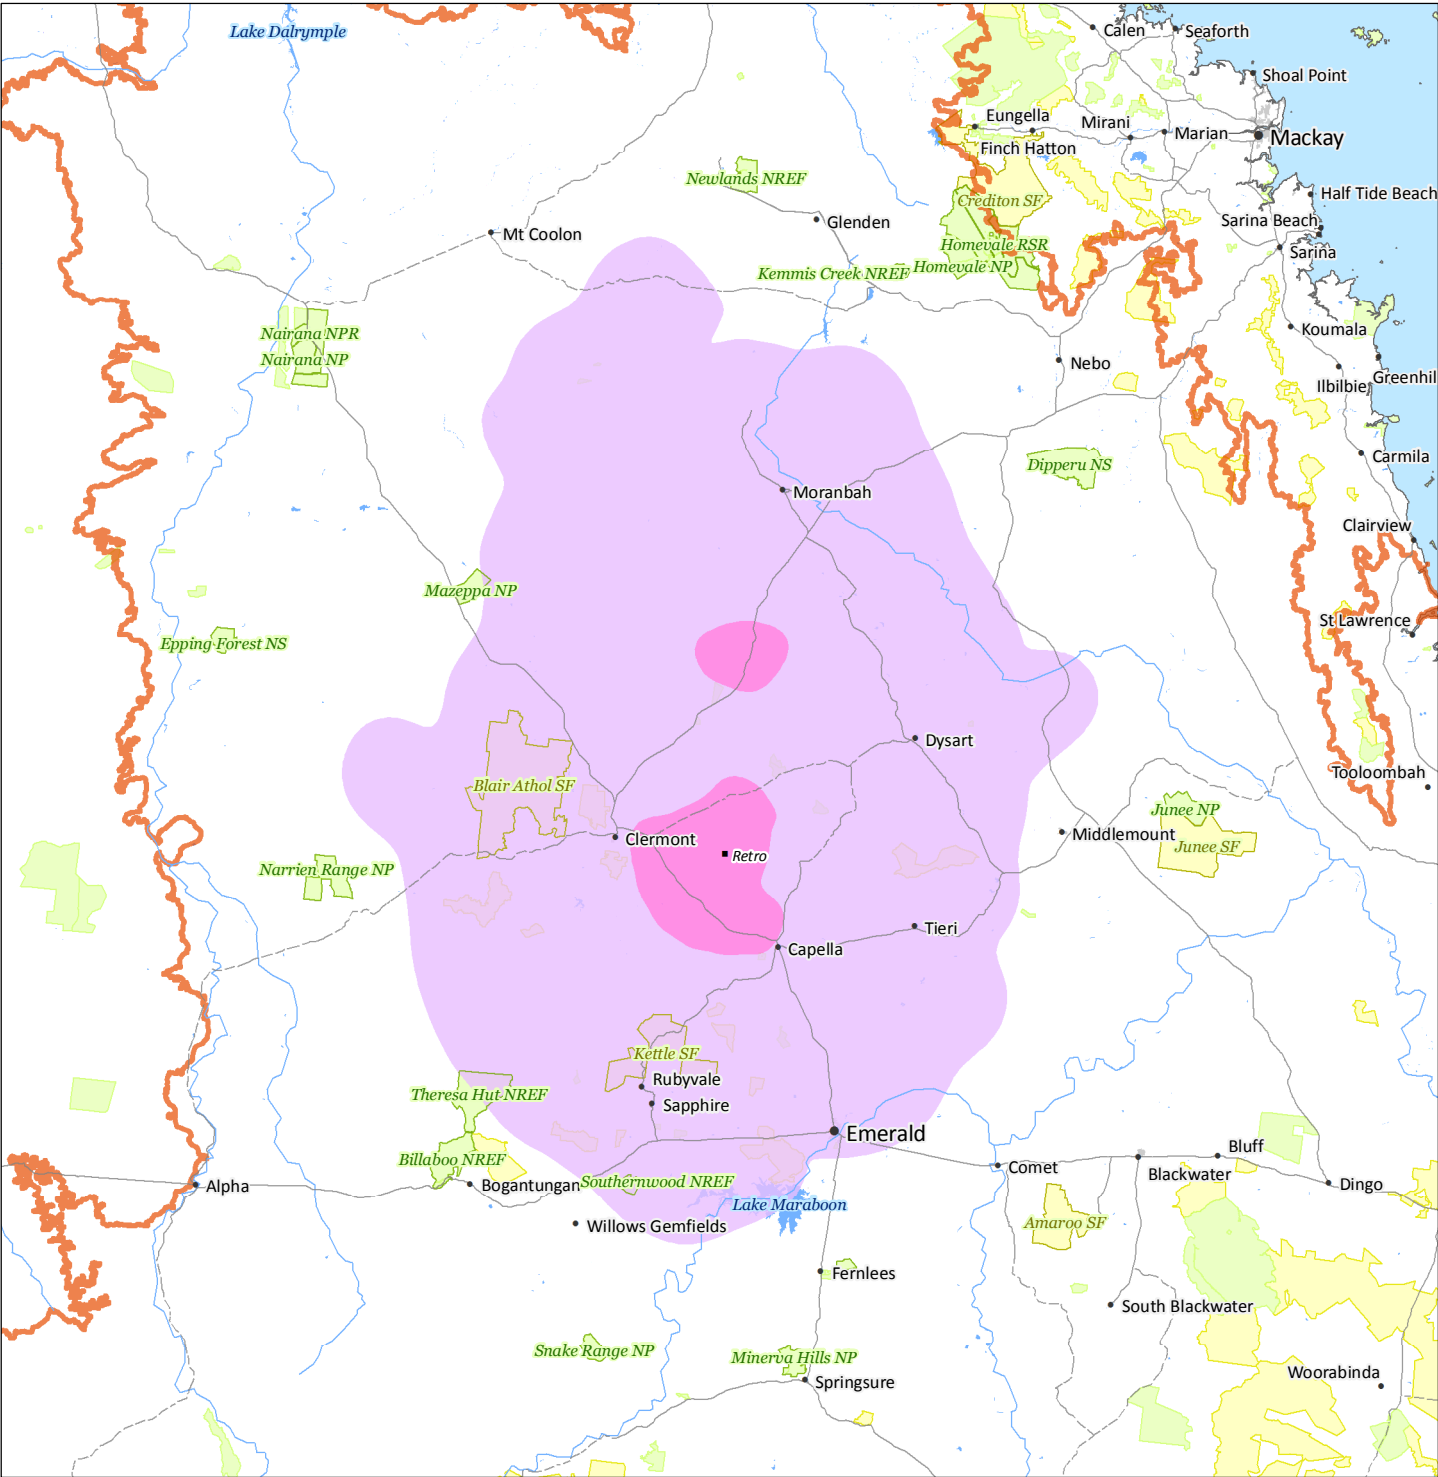 Lake Dalrymple
Calen
Seaforth
Shoal Point
Eungella
Mirani
Marian
Mackay
Finch Hatton
Newlands NREF
Crediton SF
Half Tide Beach
Glenden
Sarina Beach
Mt Coolon
Homevale RSR
Sarina
Kemmis Creek NREF
Homevale NP
Nairana NPR
Koumala
Nairana NP
Nebo
Ilbilbie
Greenhil
Carmila
Dipperu NS
Moranbah
Clairview
Mazeppa NP
St Lawrence
Epping Forest NS
Dysart
Tooloombah
Blair Athol SF
Junee NP
Clermont
Middlemount
Junee SF
Retro
Narrien Range NP
Tieri
Capella
Kettle SF
Rubyvale
Theresa Hut NREF
Sapphire
Emerald
Bluff
Billaboo NREF
Comet
Blackwater
Alpha
Bogantungan
Southernwood NREF
Dingo
Lake Maraboon
Willows Gemfields
Amaroo SF
Fernlees
South Blackwater
Snake Range NP
Minerva Hills NP
Woorabinda
Springsure